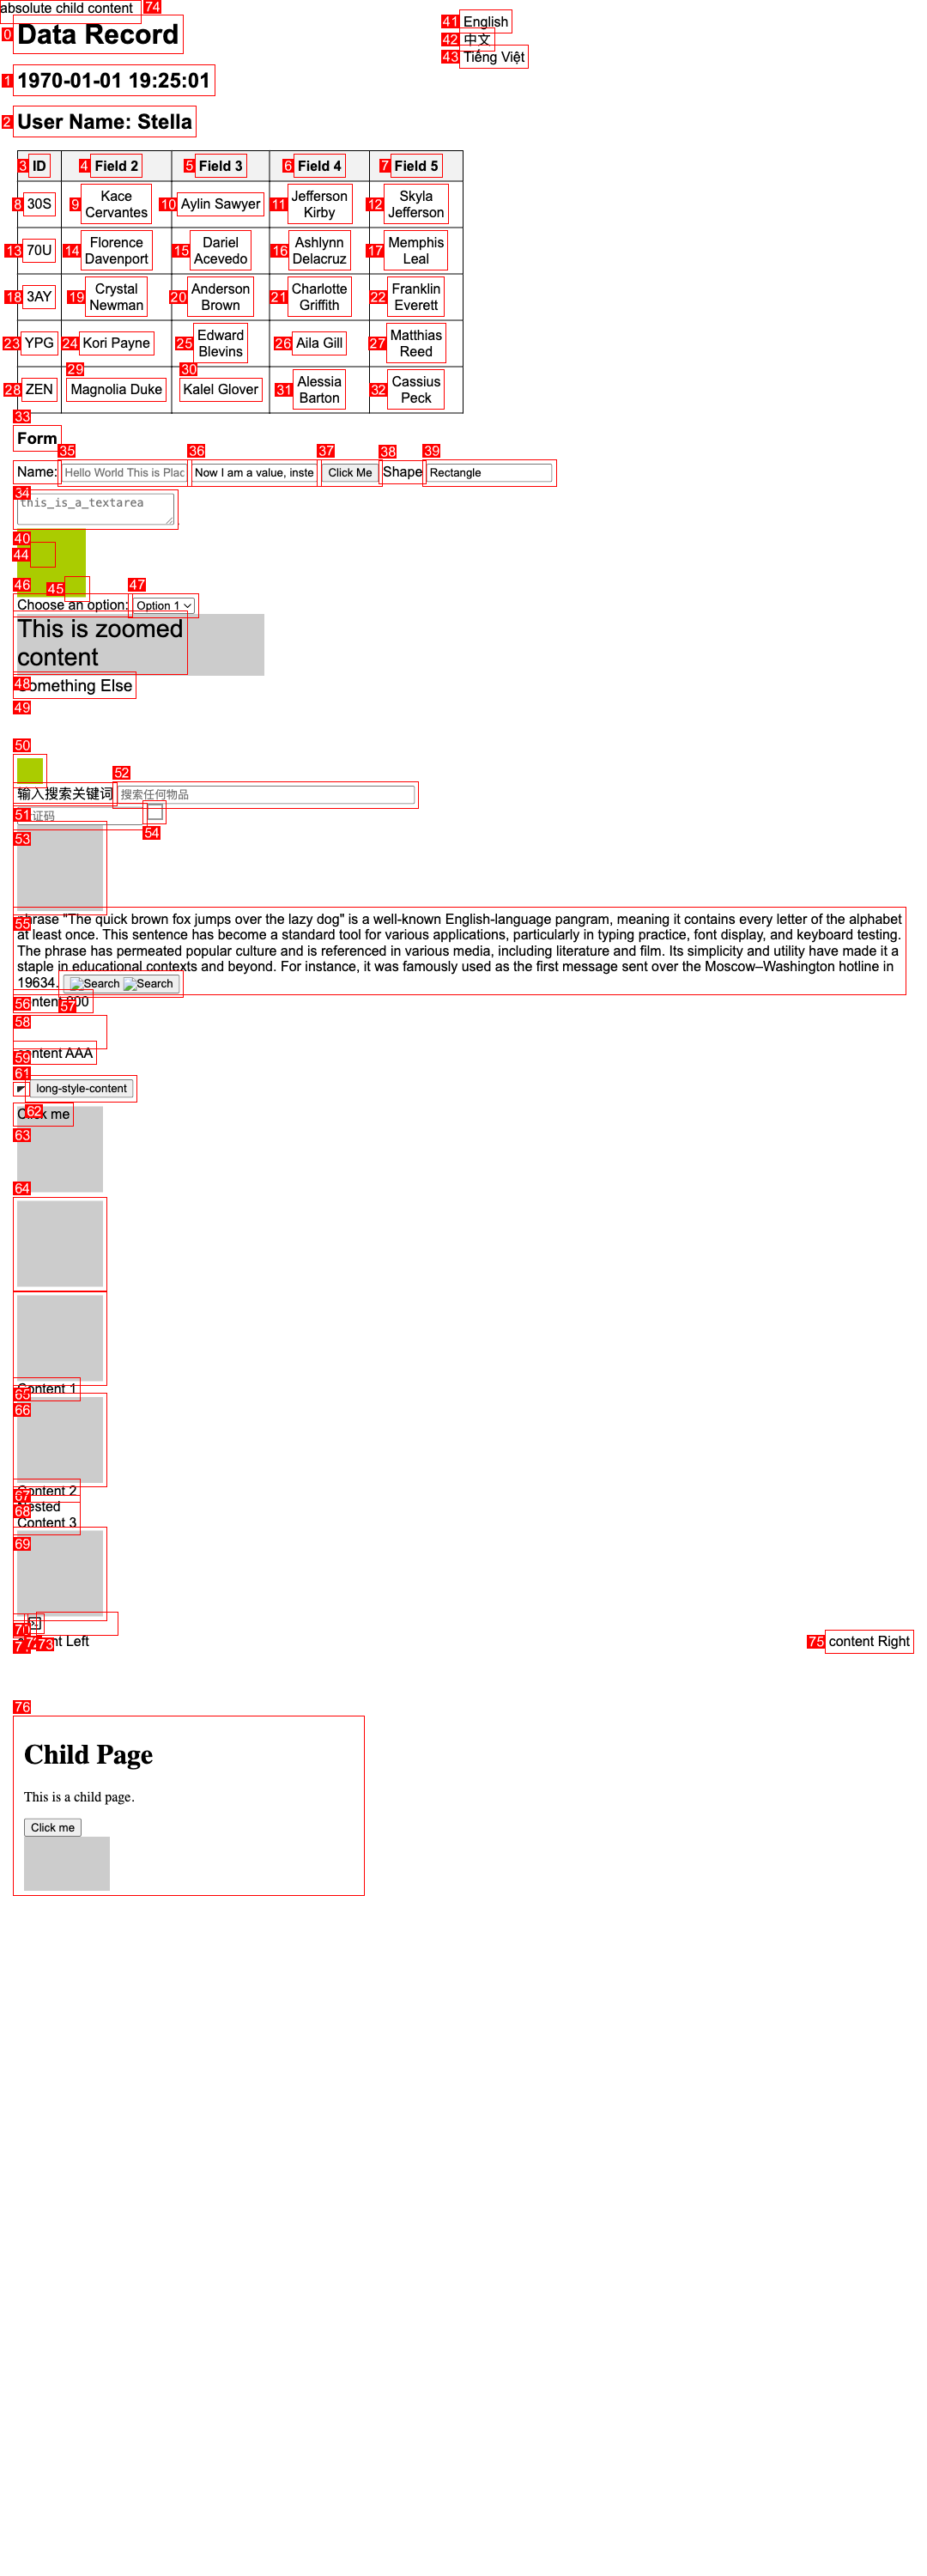 absolute child content 74
0 Data Record
41 English
42 中文
43 Tiếng Việt
1 1970-01-01 19:25:01
2 User Name: Stella
3 ID 4 Field 2 5 Field 3 6 Field 4 7 Field 5
8 30S 9 Kace Cervantes 10 Aylin Sawyer 11 Jefferson Kirby 12 Skyla Jefferson
13 70U 14 Florence Davenport 15 Dariel Acevedo 16 Ashlynn Delacruz 17 Memphis Leal
18 3AY 19 Crystal Newman 20 Anderson Brown 21 Charlotte Griffith 22 Franklin Everett
23 YPG 24 Kori Payne 25 Edward Blevins 26 Aila Gill 27 Matthias Reed
29 30
28 ZEN Magnolia Duke Kalel Glover 31 Alessia Barton 32 Cassius Peck
33
Form
35 36 37 38 39
Name: Hello World This is Plac Now I am a value, inste Click Me Shape Rectangle
34
this_is_a_textarea
40
44
46 45 47
Choose an option: Option 1
This is zoomed
content
48 Something Else
49
50
52
输入搜索关键词 搜索任何物品
51 证码
54
53
55
phrase "The quick brown fox jumps over the lazy dog" is a well-known English-language pangram, meaning it contains every letter of the alphabet
at least once. This sentence has become a standard tool for various applications, particularly in typing practice, font display, and keyboard testing.
The phrase has permeated popular culture and is referenced in various media, including literature and film. Its simplicity and utility have made it a
staple in educational contexts and beyond. For instance, it was famously used as the first message sent over the Moscow–Washington hotline in
19634. Search Search
56 57
58
59 content AAA
61
long-style-content
62
Click me
63
64
Content 1
65
66
Content 2
67
Nested
68
Content 3
69
73
75 content Right
76
Child Page
This is a child page.
Click me